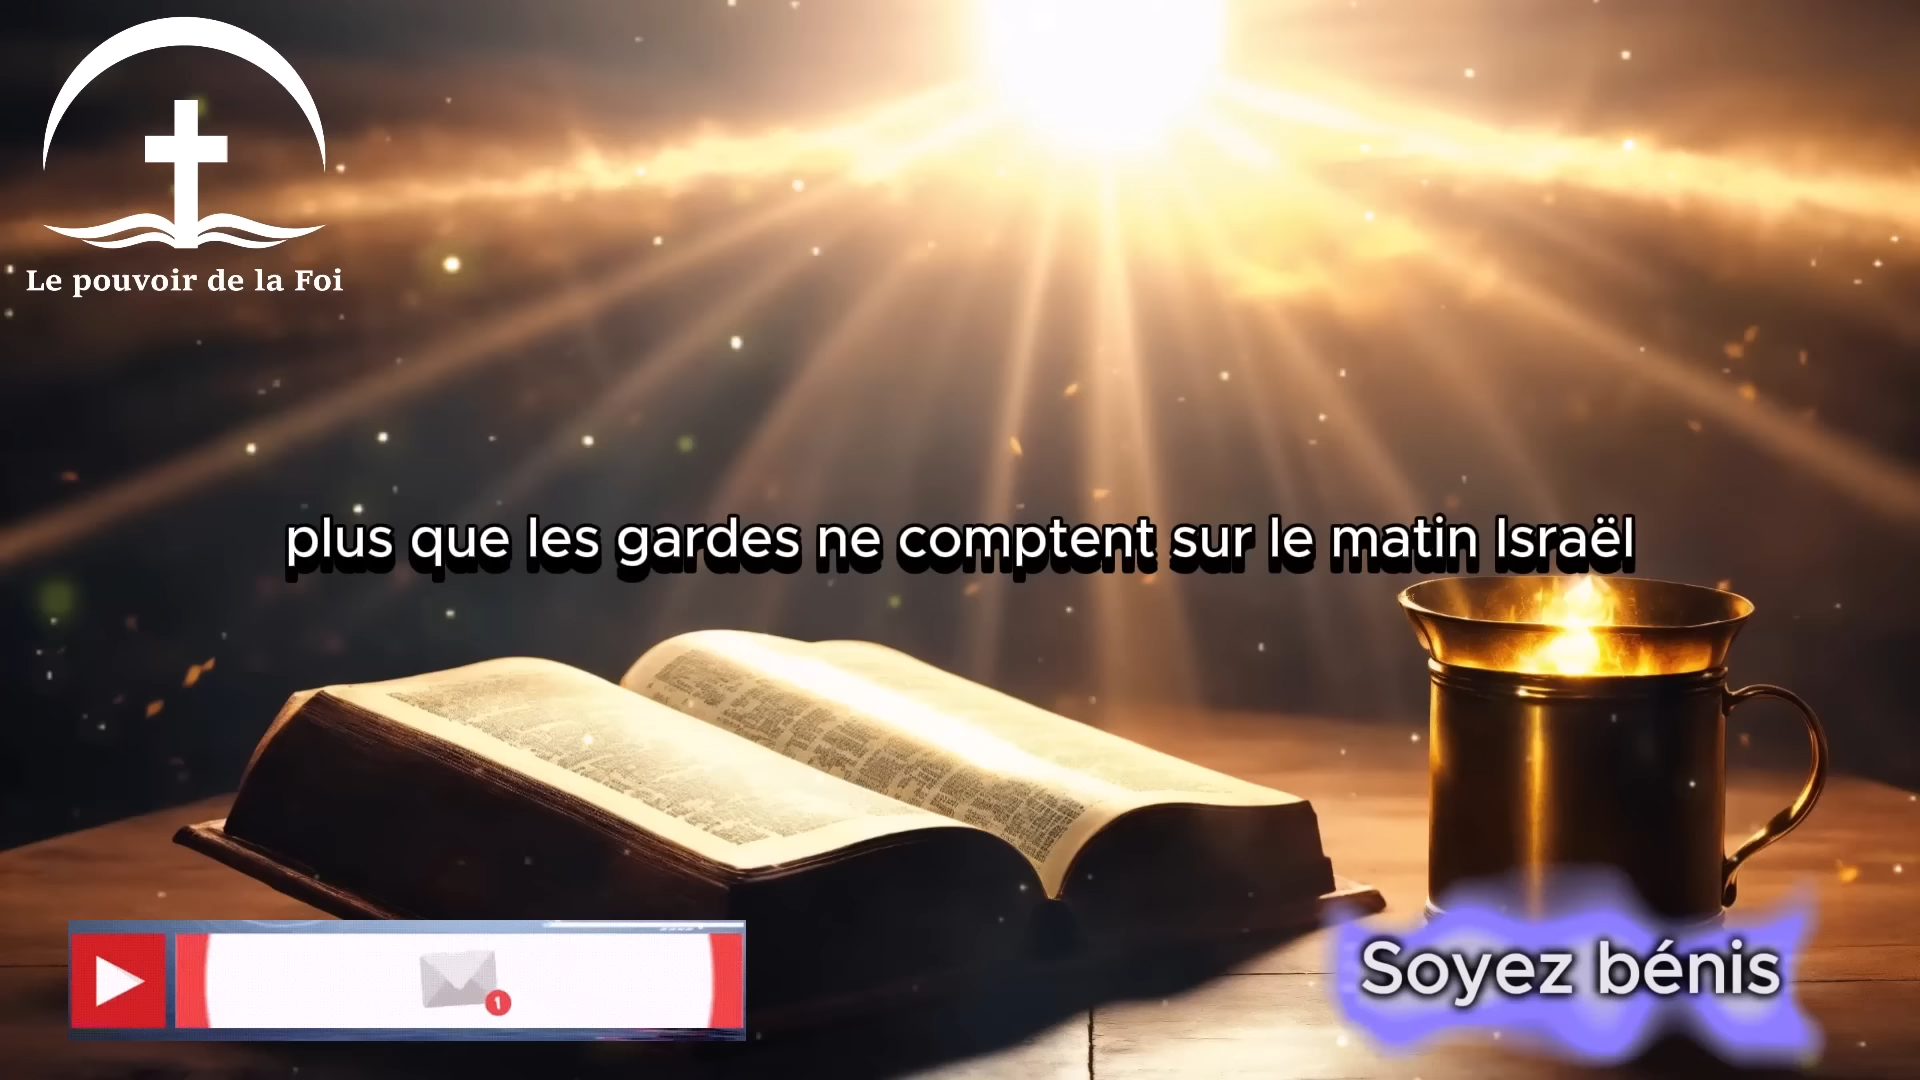 Le pouvoir de la Foi
plus que les gardes ne comptent sur le matin Israël
1
Soyez bénis